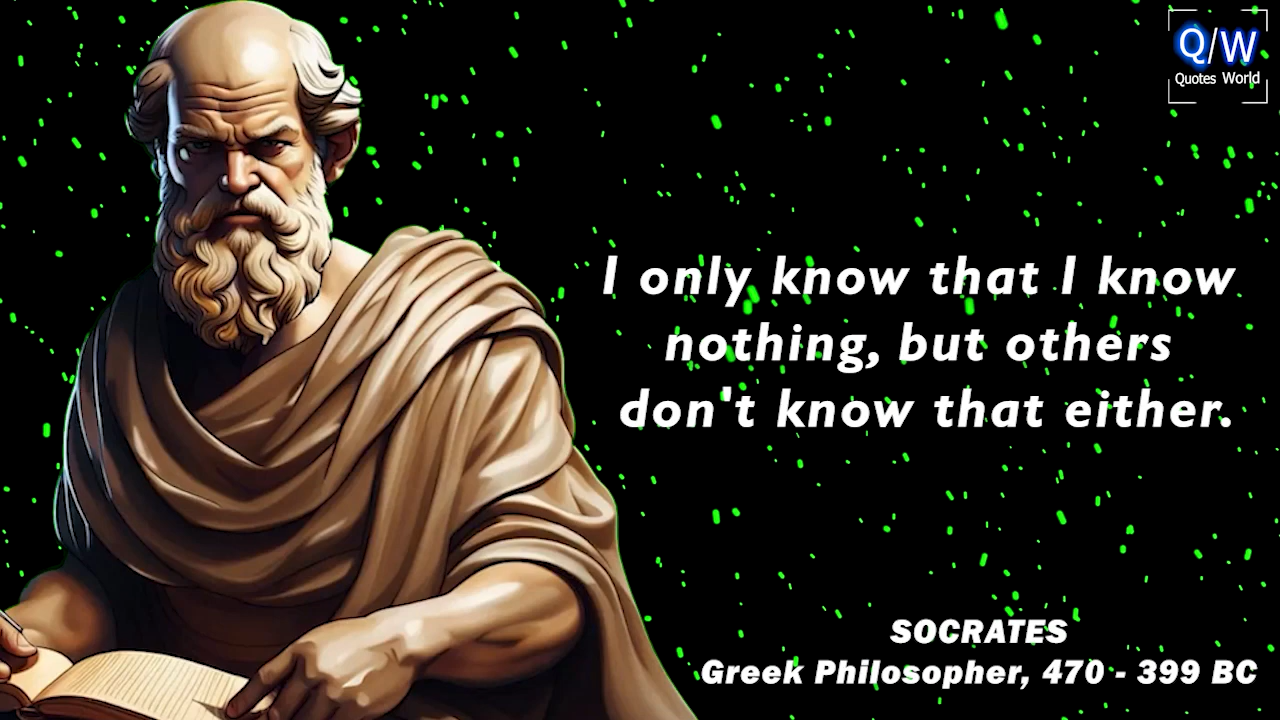 Q/W
Quotes World
I only know that I know
nothing, but others
don't know that either.
SOCRATES
Greek Philosopher, 470 - 399 BC